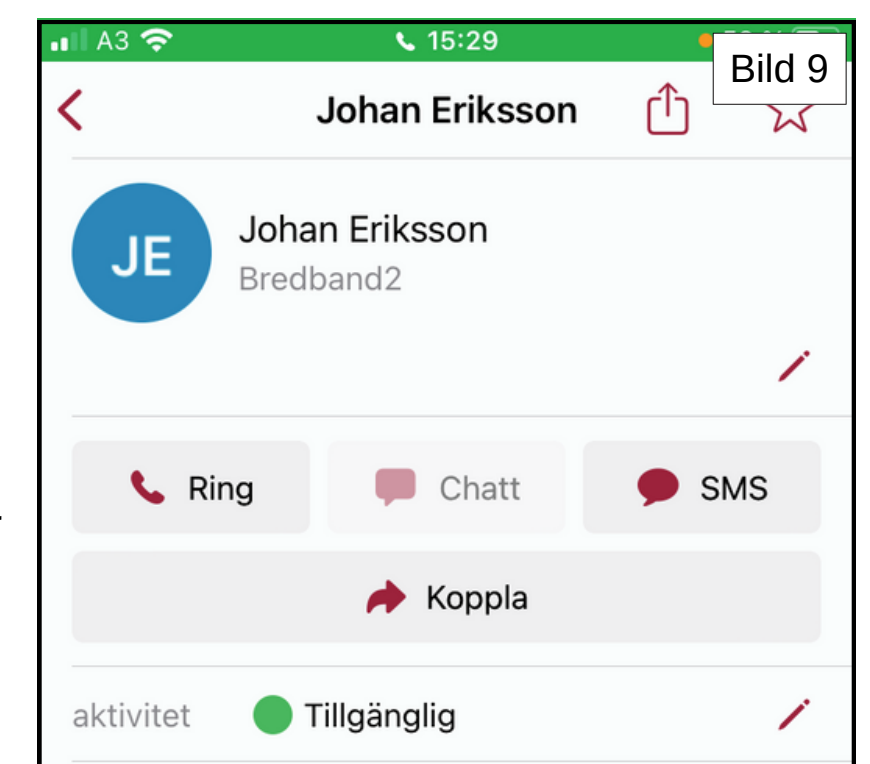 A3 15:29
Bild 9
Johan Eriksson
JE
Johan Eriksson
Bredband2
Ring Chatt SMS
Koppla
aktivitet Tillgänglig